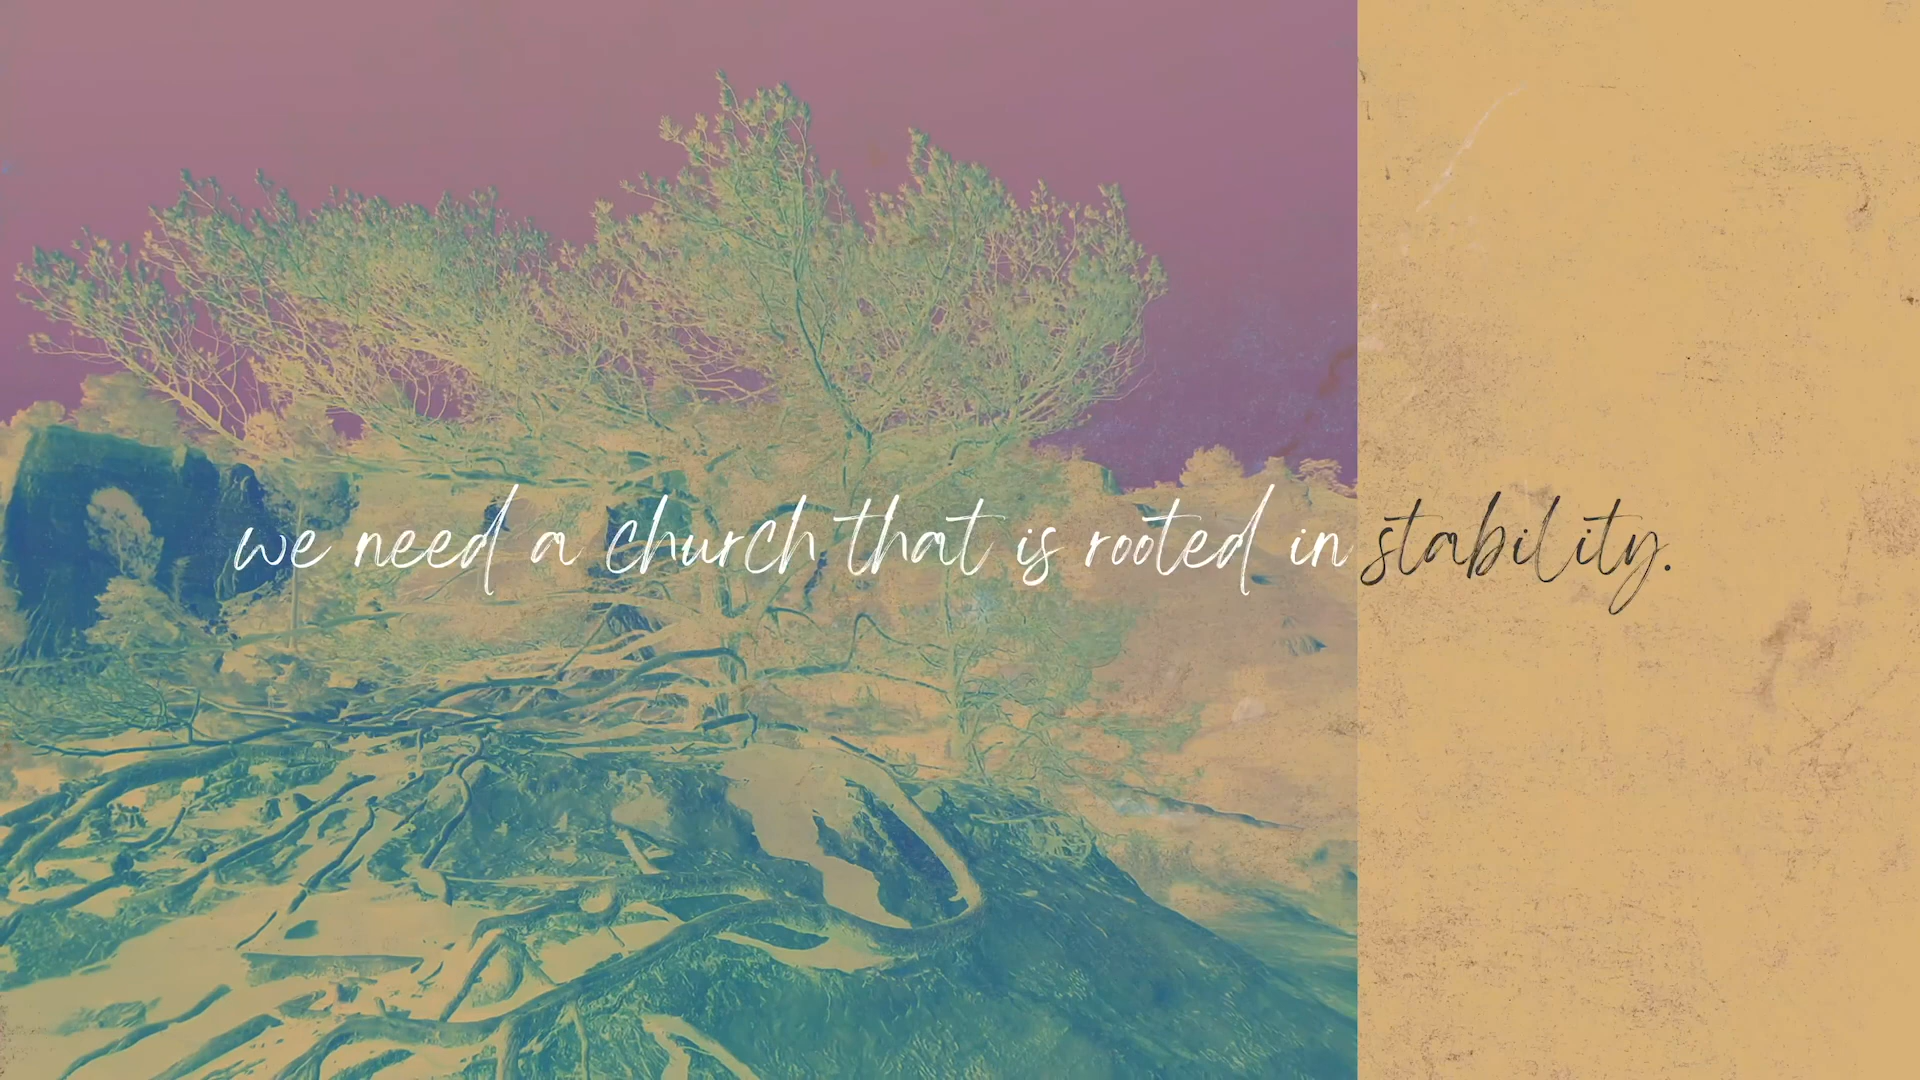 we need a church that is rooted in stability.